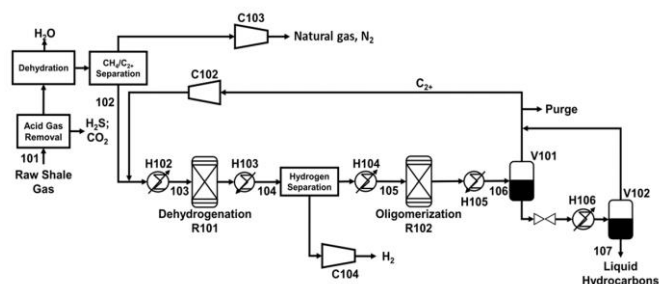 C103
H₂O
Natural gas, N₂
Dehydration
CH₄/C₂₊
Separation
C102
C₂₊
102
Purge
Acid Gas
Removal
H₂S;
CO₂
101
Raw Shale
Gas
H102
103
H103
104
Hydrogen
Separation
H104
105
H105
106
V101
Dehydrogenation
R101
Oligomerization
R102
H106
V102
C104
H₂
107
Liquid
Hydrocarbons